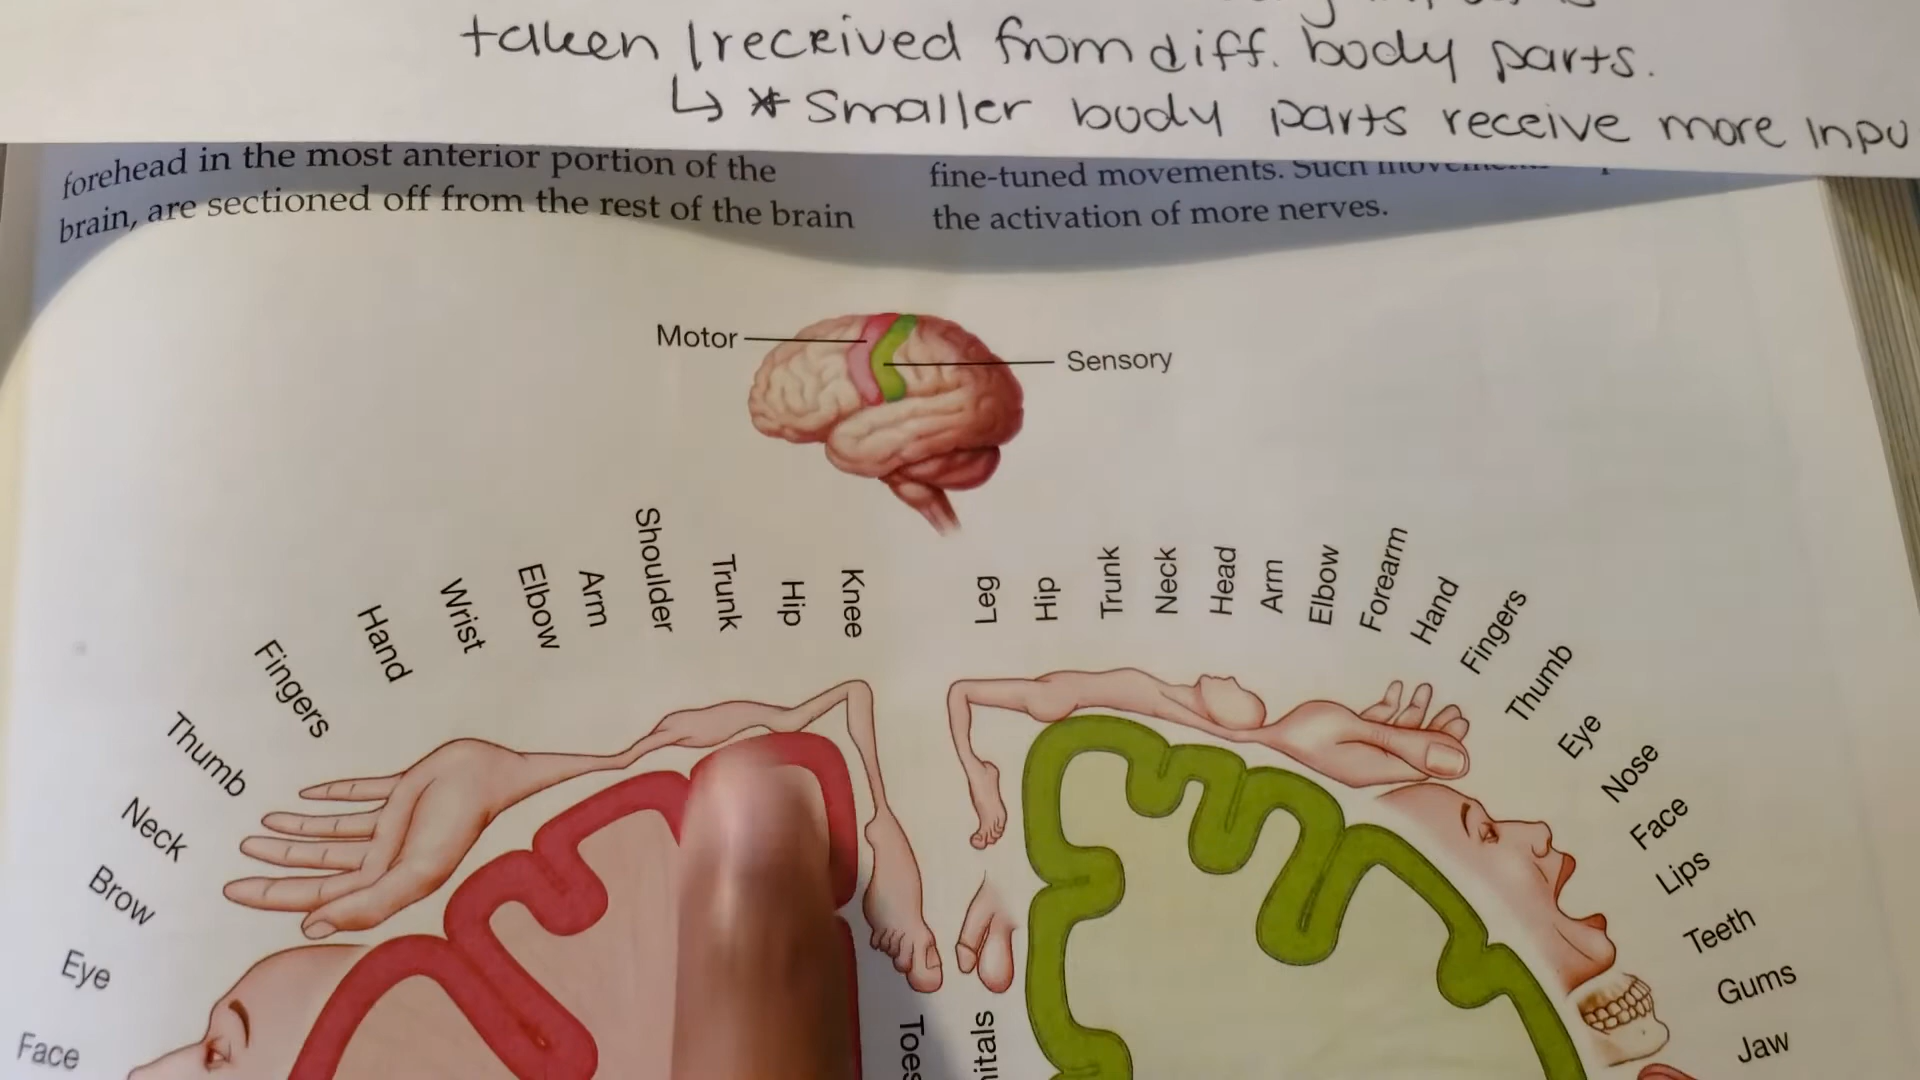 taken / received from diff. body parts.
↳ * Smaller body parts receive more inpu
forehead in the most anterior portion of the
brain, are sectioned off from the rest of the brain
fine-tuned movements. Such
the activation of more nerves.
Motor
Sensory
Shoulder
Trunk
Hip
Knee
Arm
Elbow
Wrist
Hand
Fingers
Thumb
Neck
Brow
Eye
Face
Toes
Leg
Hip
Trunk
Neck
Head
Arm
Elbow
Forearm
Hand
Fingers
Thumb
Eye
Nose
Face
Lips
Teeth
Gums
Jaw
nitals